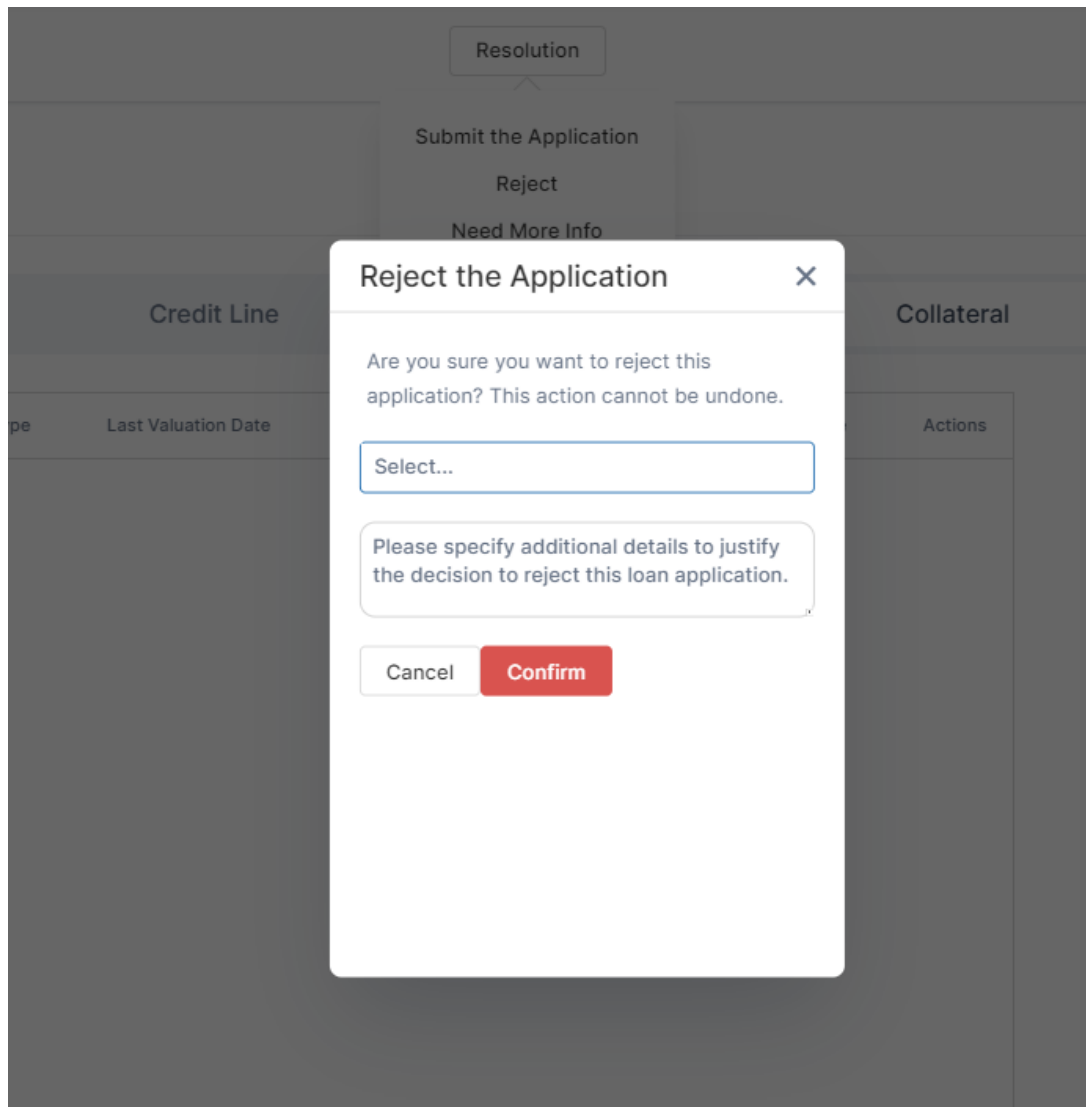 Resolution
Submit the Application
Reject
Need More Info
Reject the Application
Credit Line
Collateral
Are you sure you want to reject this
application? This action cannot be undone.
pe
Last Valuation Date
Actions
Select...
Please specify additional details to justify
the decision to reject this loan application.
Cancel
Confirm